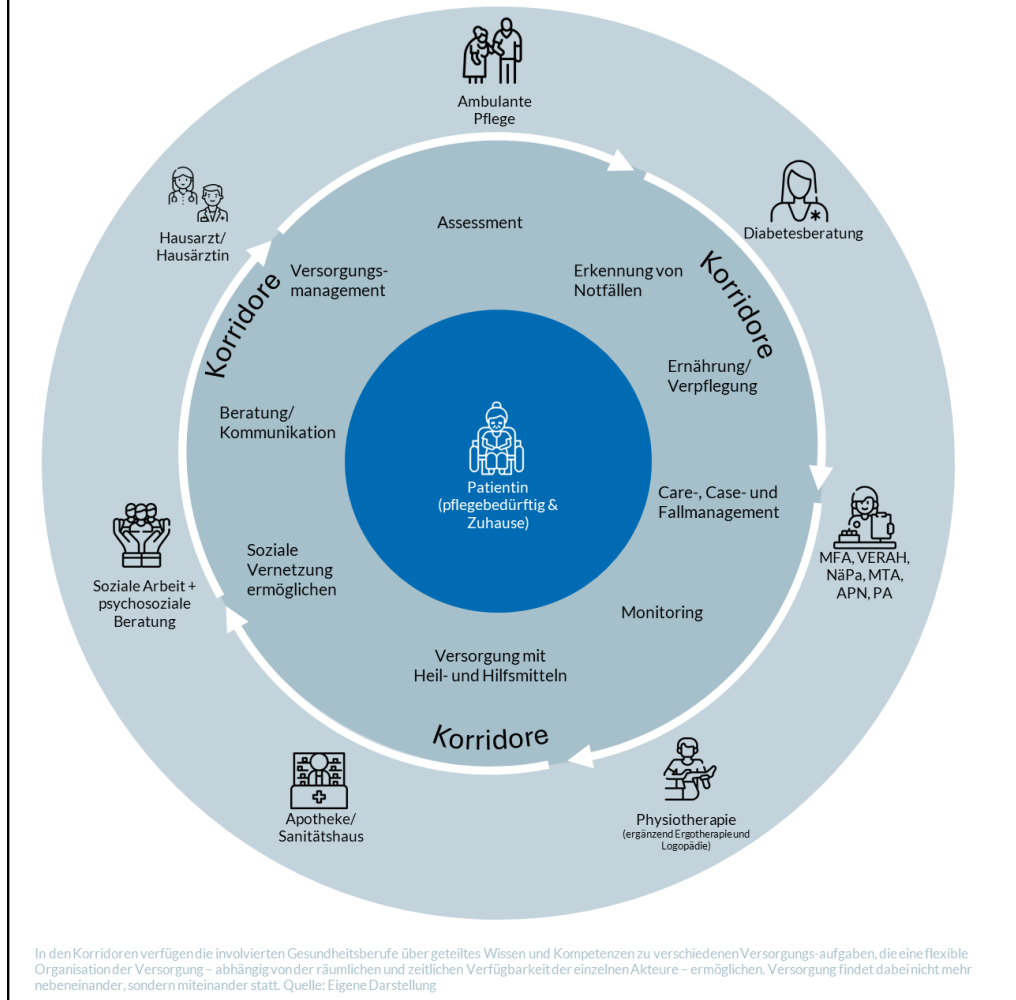 Ambulante
Pflege
Hausarzt/
Hausärztin
Diabetesberatung
Assessment
Versorgungs-
management
Erkennung von
Notfällen
Korridore
Korridore
Ernährung/
Verpflegung
Beratung/
Kommunikation
Patientin
(pflegebedürftig &
Zuhause)
Care-, Case- und
Fallmanagement
MFA, VERAH,
NäPa, MTA,
APN, PA
Soziale
Vernetzung
ermöglichen
Soziale Arbeit +
psychosoziale
Beratung
Monitoring
Versorgung mit
Heil- und Hilfsmitteln
Korridore
Apotheke/
Sanitätshaus
Physiotherapie
(ergänzend Ergotherapie und
Logopädie)
In den Korridoren verfügen die involvierten Gesundheitsberufe über geteiltes Wissen und Kompetenzen zu verschiedenen Versorgungs-aufgaben, die eine flexible
Organisation der Versorgung – abhängig von der räumlichen und zeitlichen Verfügbarkeit der einzelnen Akteure – ermöglichen. Versorgung findet dabei nicht mehr
nebeneinander, sondern miteinander statt. Quelle: Eigene Darstellung